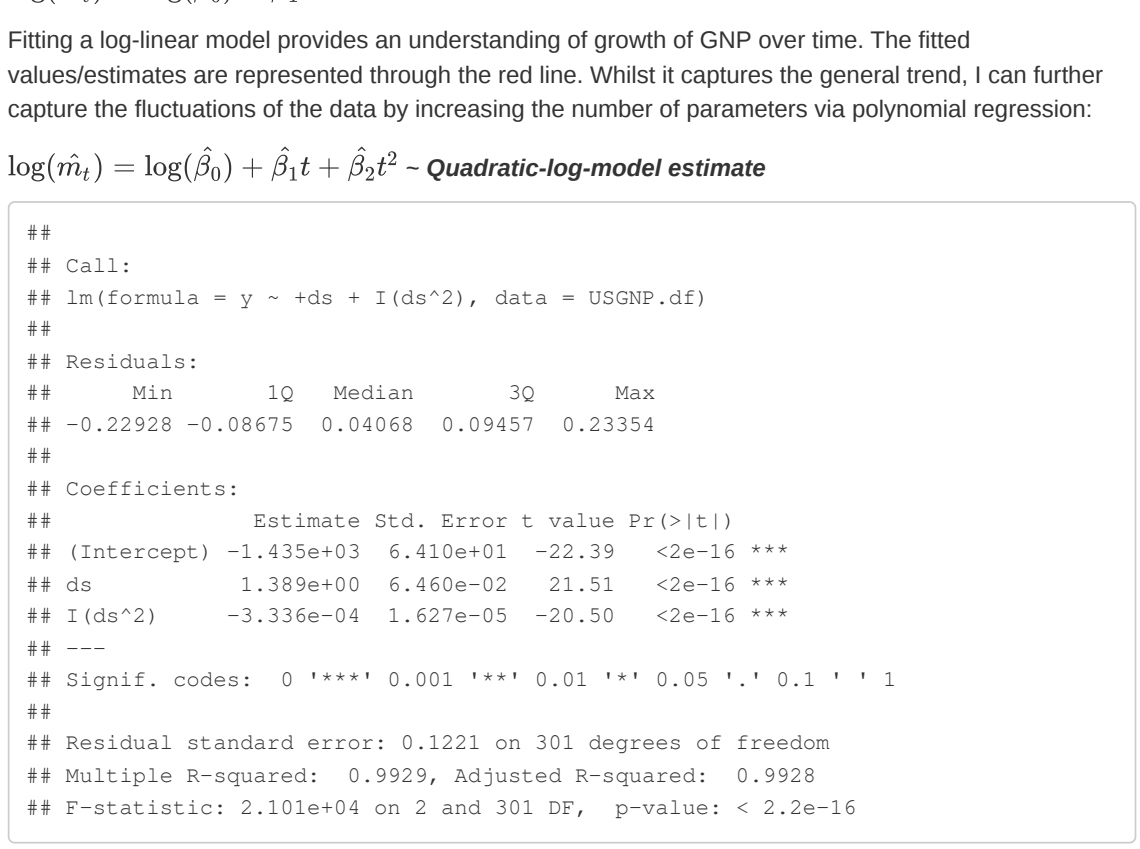 Fitting a log-linear model provides an understanding of growth of GNP over time. The fitted
values/estimates are represented through the red line. Whilst it captures the general trend, I can further
capture the fluctuations of the data by increasing the number of parameters via polynomial regression:
log(m̂_t) = log(β̂_0) + β̂_1t + β̂_2t² ~ Quadratic-log-model estimate
##
## Call:
## lm(formula = y ~ +ds + I(ds^2), data = USGNP.df)
##
## Residuals:
##      Min       1Q   Median       3Q      Max
## -0.22928 -0.08675  0.04068  0.09457  0.23354
##
## Coefficients:
##               Estimate Std. Error t value Pr(>|t|)
## (Intercept) -1.435e+03  6.410e+01  -22.39   <2e-16 ***
## ds           1.389e+00  6.460e-02   21.51   <2e-16 ***
## I(ds^2)     -3.336e-04  1.627e-05  -20.50   <2e-16 ***
## ---
## Signif. codes:  0 '***' 0.001 '**' 0.01 '*' 0.05 '.' 0.1 ' ' 1
##
## Residual standard error: 0.1221 on 301 degrees of freedom
## Multiple R-squared:  0.9929, Adjusted R-squared:  0.9928
## F-statistic: 2.101e+04 on 2 and 301 DF,  p-value: < 2.2e-16